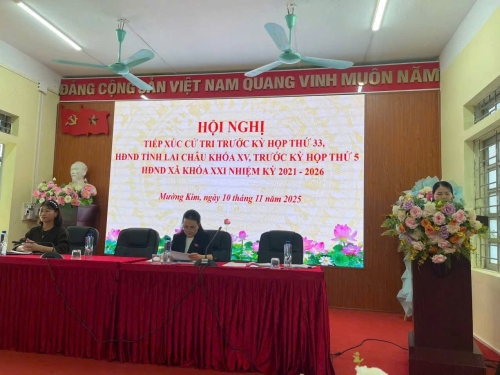 ĐẢNG CỘNG SẢN VIỆT NAM QUANG VINH MUÔN NĂM
HỘI NGHỊ
TIẾP XÚC CỬ TRI TRƯỚC KỲ HỌP THỨ 33,
HĐND TỈNH LAI CHÂU KHÓA XV, TRƯỚC KỲ HỌP THỨ 5
HĐND XÃ KHÓA XXI NHIỆM KỲ 2021 - 2026
Mường Kim, ngày 10 tháng 11 năm 2025